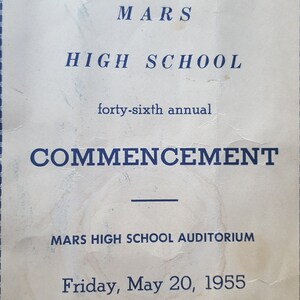 MARS
HIGH SCHOOL
forty-sixth annual
COMMENCEMENT
MARS HIGH SCHOOL AUDITORIUM
Friday, May 20, 1955